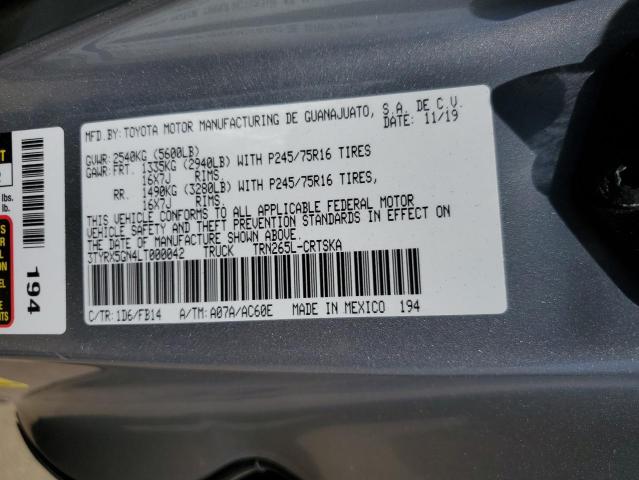 MFD.BY: TOYOTA MOTOR MANUFACTURING DE GUANAJUATO, S.A. DE C.V.
DATE: 11/19
GVWR: 2540KG (5600LB)
GAWR: FRT. 1335KG (2940LB) WITH P245/75R16 TIRES
16X7J RIMS,
RR. 1490KG (3280LB) WITH P245/75R16 TIRES,
16X7J RIMS,
THIS VEHICLE CONFORMS TO ALL APPLICABLE FEDERAL MOTOR
VEHICLE SAFETY AND THEFT PREVENTION STANDARDS IN EFFECT ON
THE DATE OF MANUFACTURE SHOWN ABOVE.
3TYRX5GN4LT000042 TRUCK TRN265L-CRTSKA
C/TR: 1D6/FB14 A/TM: A07A/AC60E MADE IN MEXICO 194
lbs.
lb.
194